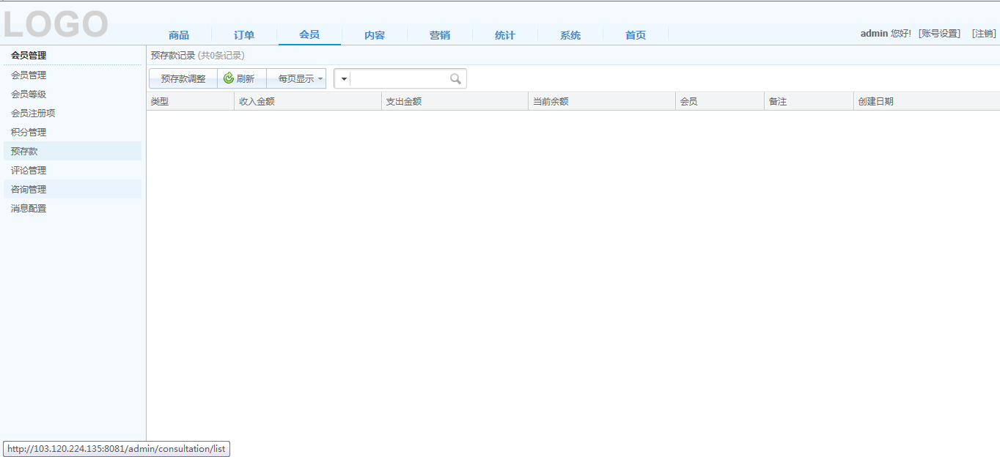 LOGO
商品 订单 会员 内容 营销 统计 系统 首页
admin 您好! [账号设置] [注销]
会员管理
会员管理
会员等级
会员注册项
积分管理
预存款
评论管理
咨询管理
消息配置
预存款记录 (共0条记录)
预存款调整 刷新 每页显示
类型 收入金额 支出金额 当前余额 会员 备注 创建日期
http://103.120.224.135:8081/admin/consultation/list